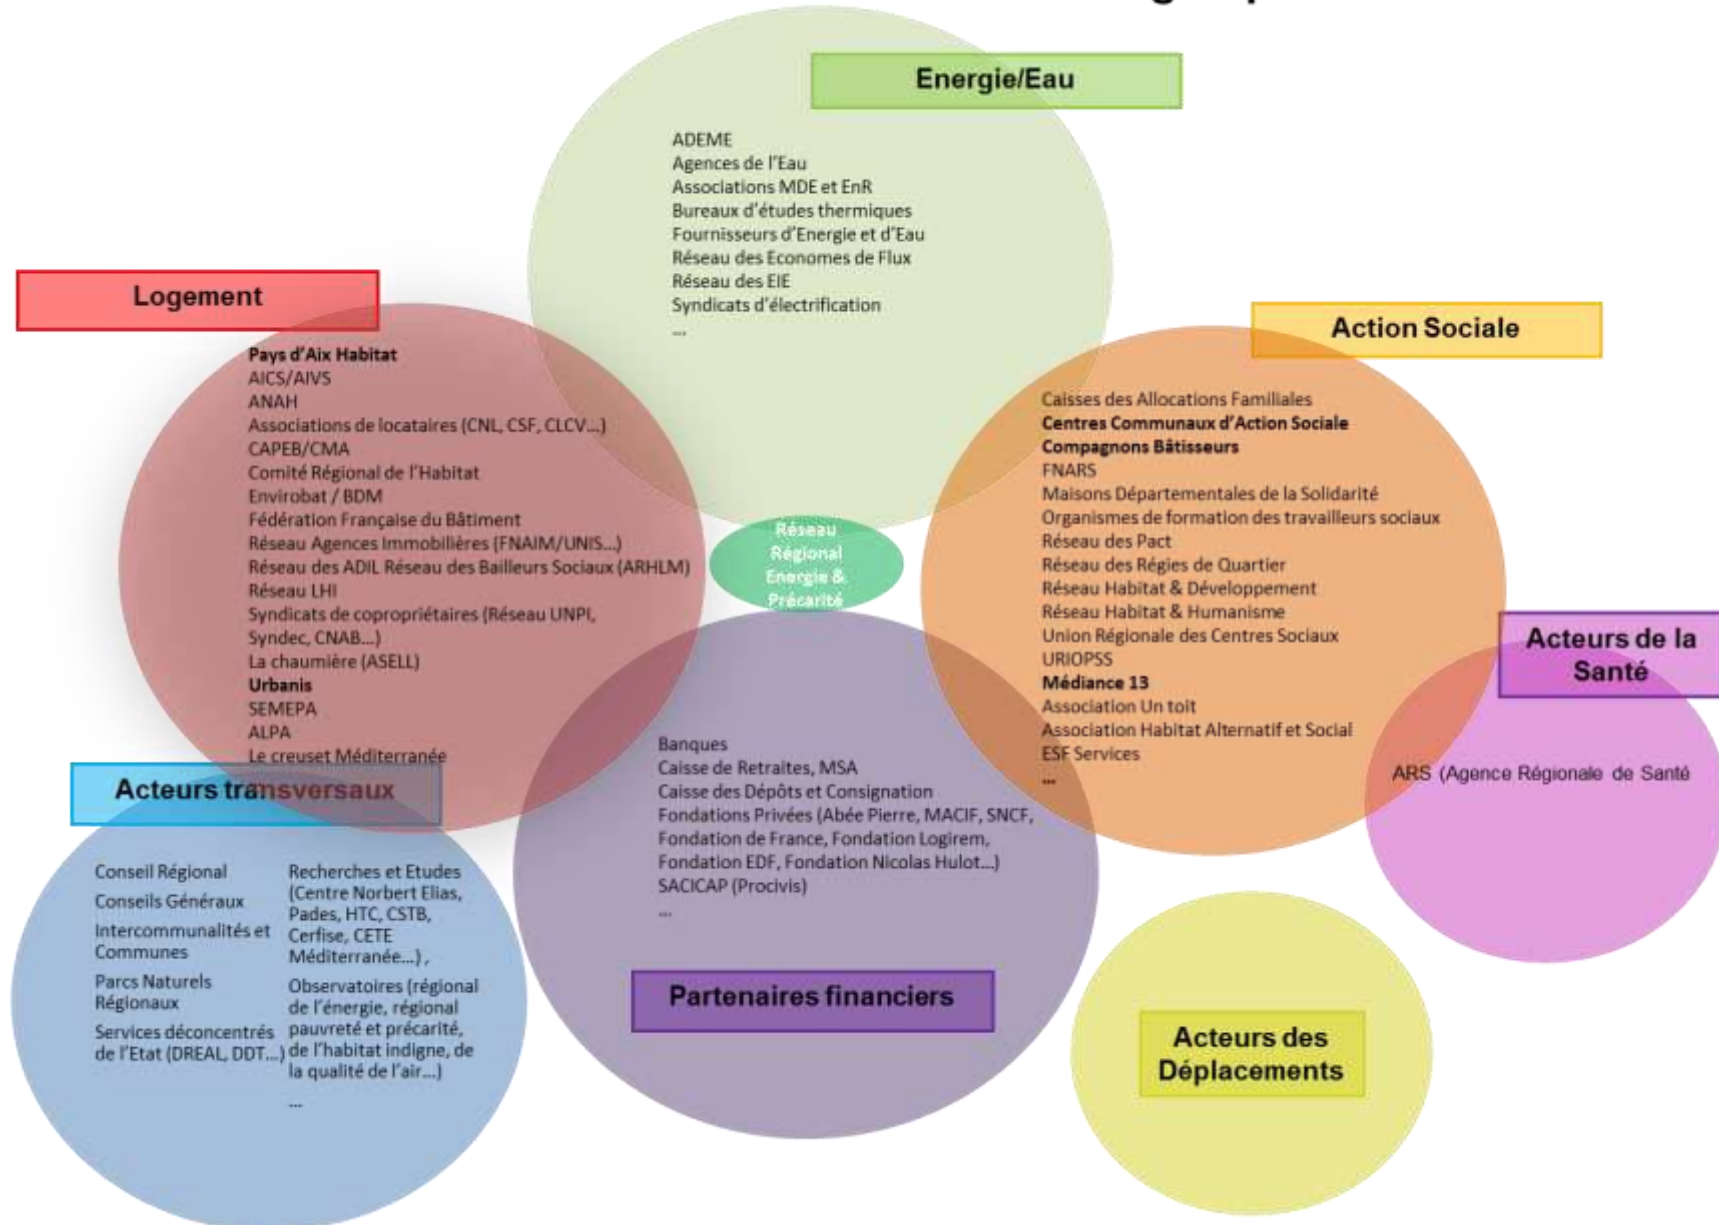 Energie/Eau
ADEME
Agences de l'Eau
Associations MDE et EnR
Bureaux d'études thermiques
Fournisseurs d'Energie et d'Eau
Réseau des Economes de Flux
Réseau des EIE
Syndicats d'électrification
...
Logement
Pays d'Aix Habitat
AICS/AIVS
ANAH
Associations de locataires (CNL, CSF, CLCV...)
CAPEB/CMA
Comité Régional de l'Habitat
Envirobat / BDM
Fédération Française du Bâtiment
Réseau Agences Immobilières (FNAIM/UNIS...)
Réseau des ADIL Réseau des Bailleurs Sociaux (ARHLM)
Réseau LHI
Syndicats de copropriétaires (Réseau UNPI,
Syndec, CNAB...)
La chaumière (ASELL)
Urbanis
SEMEPA
ALPA
Le creuset Méditerranée
...
Réseau
Régional
Energie &
Précarité
Action Sociale
Caisses des Allocations Familiales
Centres Communaux d'Action Sociale
Compagnons Bâtisseurs
FNARS
Maisons Départementales de la Solidarité
Organismes de formation des travailleurs sociaux
Réseau des Pact
Réseau des Régies de Quartier
Réseau Habitat & Développement
Réseau Habitat & Humanisme
Union Régionale des Centres Sociaux
URIOPSS
Médiance 13
Association Un toit
Association Habitat Alternatif et Social
ESF Services
...
Acteurs de la
Santé
ARS (Agence Régionale de Santé
Acteurs transversaux
Conseil Régional
Conseils Généraux
Intercommunalités et
Communes
Parcs Naturels
Régionaux
Services déconcentrés
de l'Etat (DREAL, DDT...)
Recherches et Etudes
(Centre Norbert Elias,
Pades, HTC, CSTB,
Cerfise, CETE
Méditerranée...) ,
Observatoires (régional
de l'énergie, régional
pauvreté et précarité,
de l'habitat indigne, de
la qualité de l'air...)
...
Banques
Caisse de Retraites, MSA
Caisse des Dépôts et Consignation
Fondations Privées (Abée Pierre, MACIF, SNCF,
Fondation de France, Fondation Logirem,
Fondation EDF, Fondation Nicolas Hulot...)
SACICAP (Procivis)
...
Partenaires financiers
Acteurs des
Déplacements